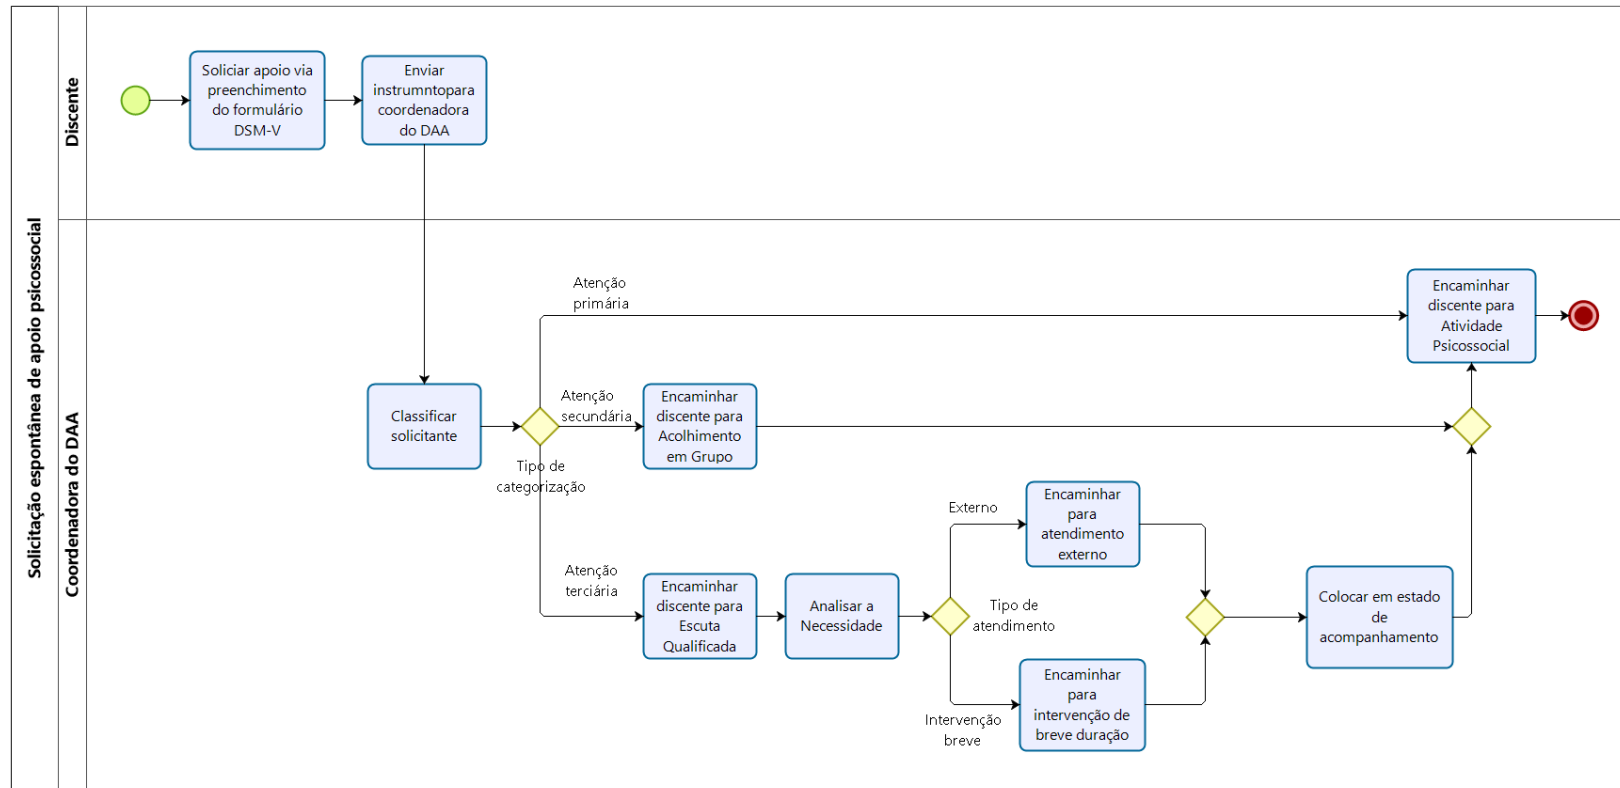 Solicitação espontânea de apoio psicossocial
Discente
Soliciar apoio via
preenchimento
do formulário
DSM-V
Enviar
instrumntopara
coordenadora
do DAA
Coordenadora do DAA
Classificar
solicitante
Tipo de
categorização
Atenção
primária
Atenção
secundária
Encaminhar
discente para
Acolhimento
em Grupo
Atenção
terciária
Encaminhar
discente para
Escuta
Qualificada
Analisar a
Necessidade
Tipo de
atendimento
Externo
Encaminhar
para
atendimento
externo
Intervenção
breve
Encaminhar
para
intervenção de
breve duração
Colocar em estado
de
acompanhamento
Encaminhar
discente para
Atividade
Psicossocial